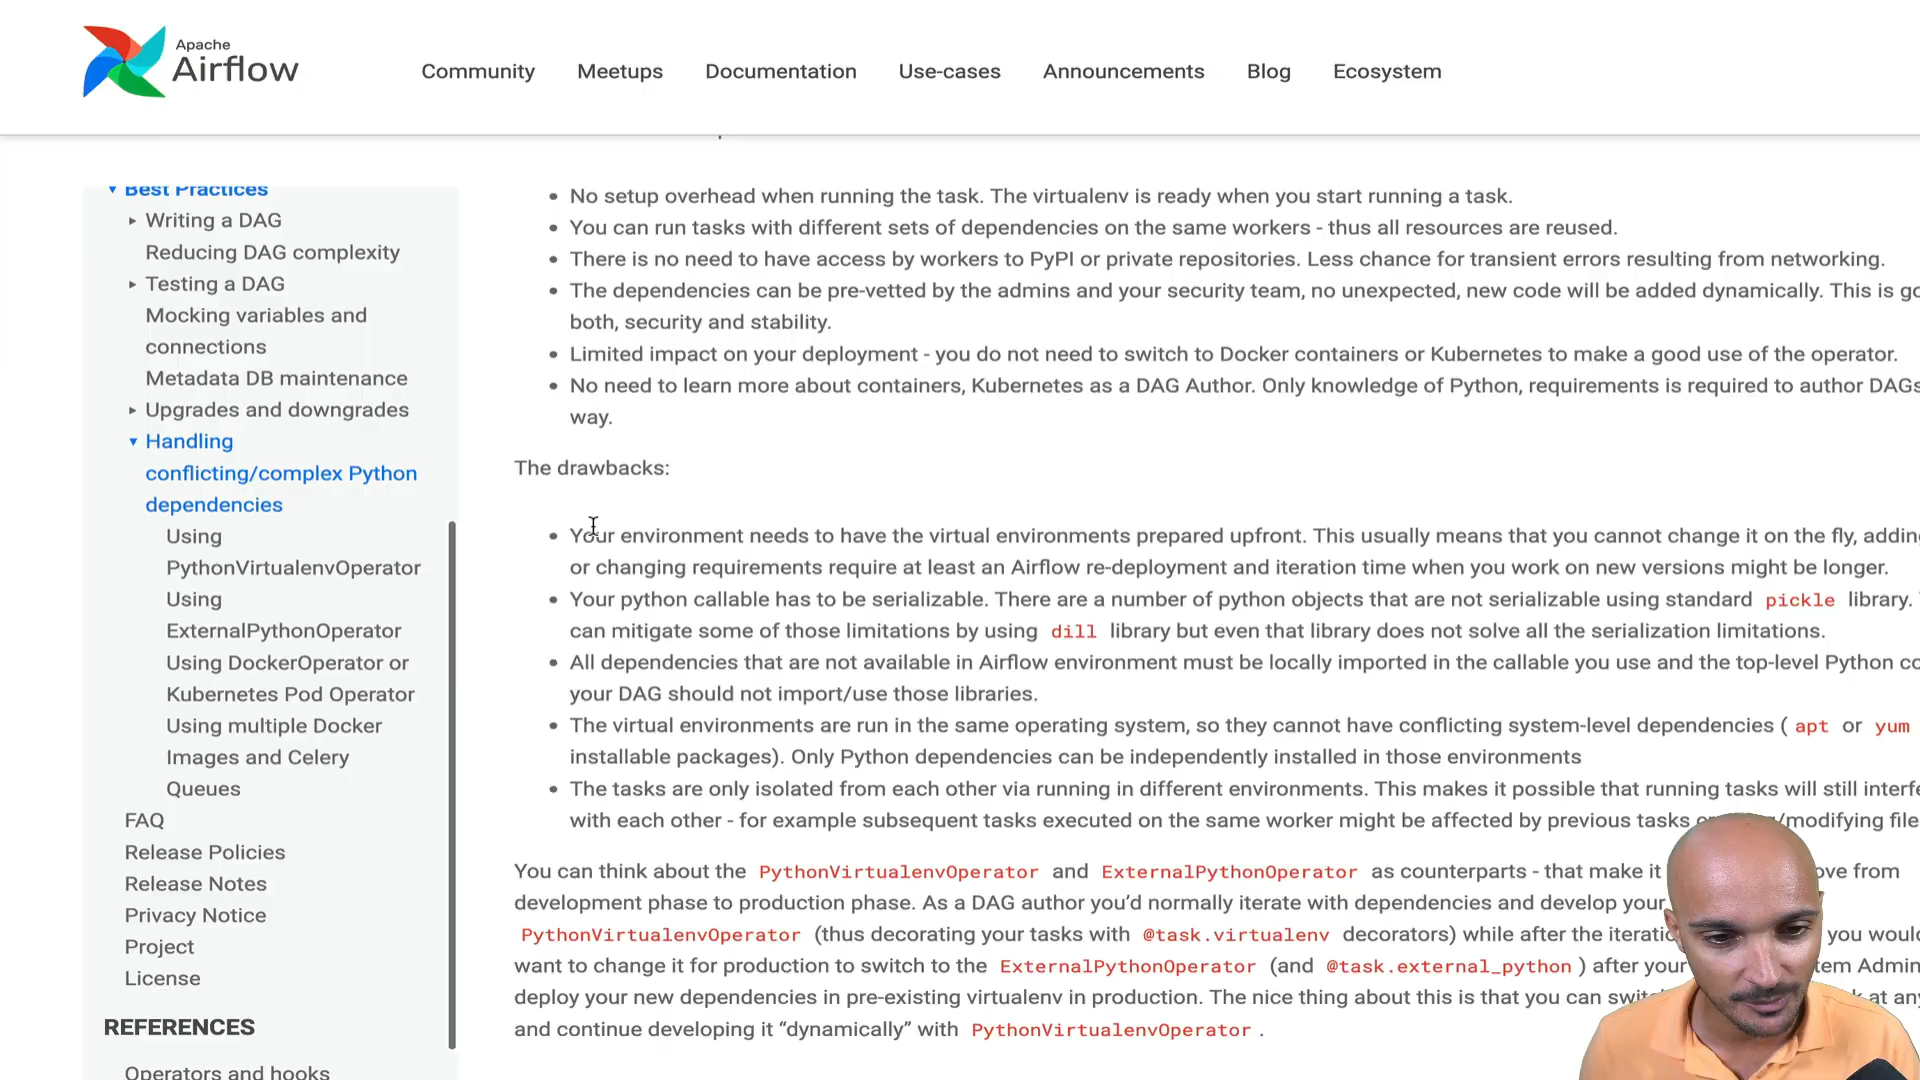 Apache
Airflow
Community
Meetups
Documentation
Use-cases
Announcements
Blog
Ecosystem
Best Practices
Writing a DAG
Reducing DAG complexity
Testing a DAG
Mocking variables and
connections
Metadata DB maintenance
Upgrades and downgrades
Handling
conflicting/complex Python
dependencies
Using
PythonVirtualenvOperator
Using
ExternalPythonOperator
Using DockerOperator or
Kubernetes Pod Operator
Using multiple Docker
Images and Celery
Queues
FAQ
Release Policies
Release Notes
Privacy Notice
Project
License
REFERENCES
Operators and hooks
No setup overhead when running the task. The virtualenv is ready when you start running a task.
You can run tasks with different sets of dependencies on the same workers - thus all resources are reused.
There is no need to have access by workers to PyPI or private repositories. Less chance for transient errors resulting from networking.
The dependencies can be pre-vetted by the admins and your security team, no unexpected, new code will be added dynamically. This is
both, security and stability.
Limited impact on your deployment - you do not need to switch to Docker containers or Kubernetes to make a good use of the operator.
No need to learn more about containers, Kubernetes as a DAG Author. Only knowledge of Python, requirements is required to author DAGs
way.
The drawbacks:
Your environment needs to have the virtual environments prepared upfront. This usually means that you cannot change it on the fly,
or changing requirements require at least an Airflow re-deployment and iteration time when you work on new versions might be longer.
Your python callable has to be serializable. There are a number of python objects that are not serializable using standard pickle library.
can mitigate some of those limitations by using dill library but even that library does not solve all the serialization limitations.
All dependencies that are not available in Airflow environment must be locally imported in the callable you use and the top-level Python
your DAG should not import/use those libraries.
The virtual environments are run in the same operating system, so they cannot have conflicting system-level dependencies ( apt or yum
installable packages). Only Python dependencies can be independently installed in those environments
The tasks are only isolated from each other via running in different environments. This makes it possible that running tasks will still
with each other - for example subsequent tasks executed on the same worker might be affected by previous tasks /modifying
You can think about the PythonVirtualenvOperator and ExternalPythonOperator as counterparts - that make it from
development phase to production phase. As a DAG author you'd normally iterate with dependencies and develop your
PythonVirtualenvOperator (thus decorating your tasks with @task.virtualenv decorators) while after the you would
want to change it for production to switch to the ExternalPythonOperator (and @task.external_python ) after your Admin
deploy your new dependencies in pre-existing virtualenv in production. The nice thing about this is that you can at
and continue developing it “dynamically” with PythonVirtualenvOperator .